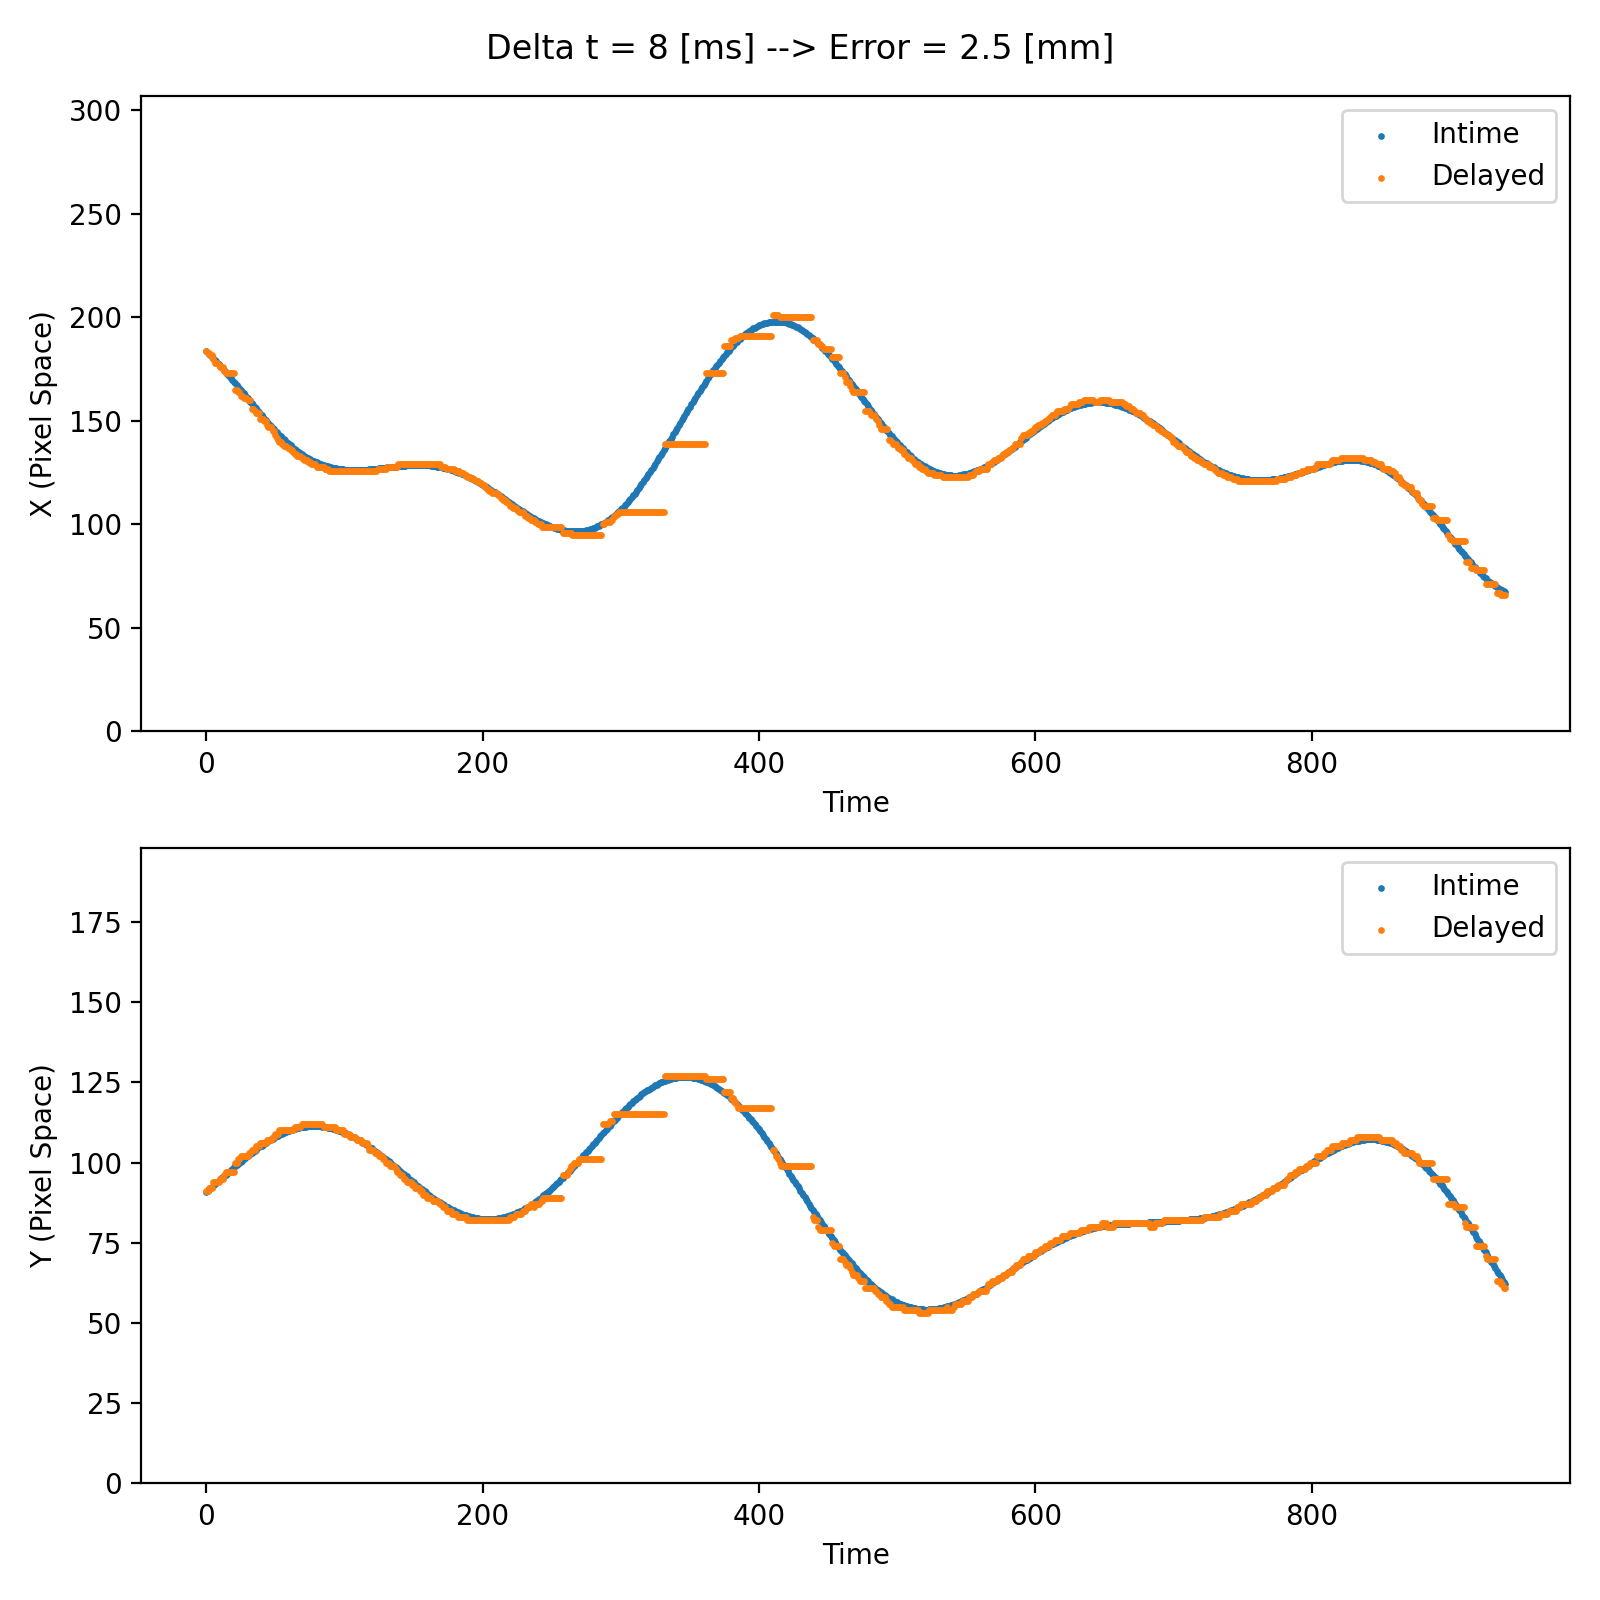 Delta t = 8 [ms] --> Error = 2.5 [mm]
300
250
200
150
100
50
0
X (Pixel Space)
Intime
Delayed
0 200 400 600 800
Time
175
150
125
100
75
50
25
0
Y (Pixel Space)
Intime
Delayed
0 200 400 600 800
Time